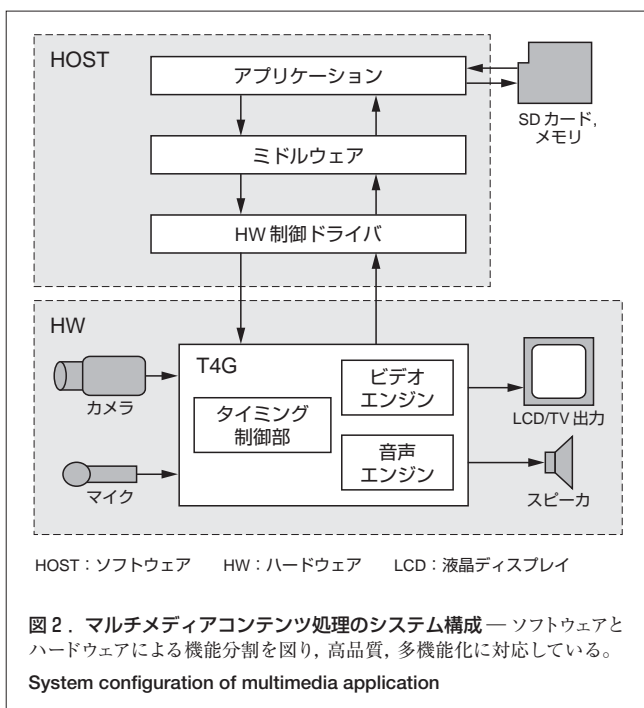 HOST
アプリケーション
SDカード,
メモリ
ミドルウェア
HW制御ドライバ
HW
カメラ
マイク
T4G
タイミング
制御部
ビデオ
エンジン
音声
エンジン
LCD/TV出力
スピーカ
HOST：ソフトウェア HW：ハードウェア LCD：液晶ディスプレイ
図2．マルチメディアコンテンツ処理のシステム構成 — ソフトウェアと
ハードウェアによる機能分割を図り，高品質，多機能化に対応している。
System configuration of multimedia application